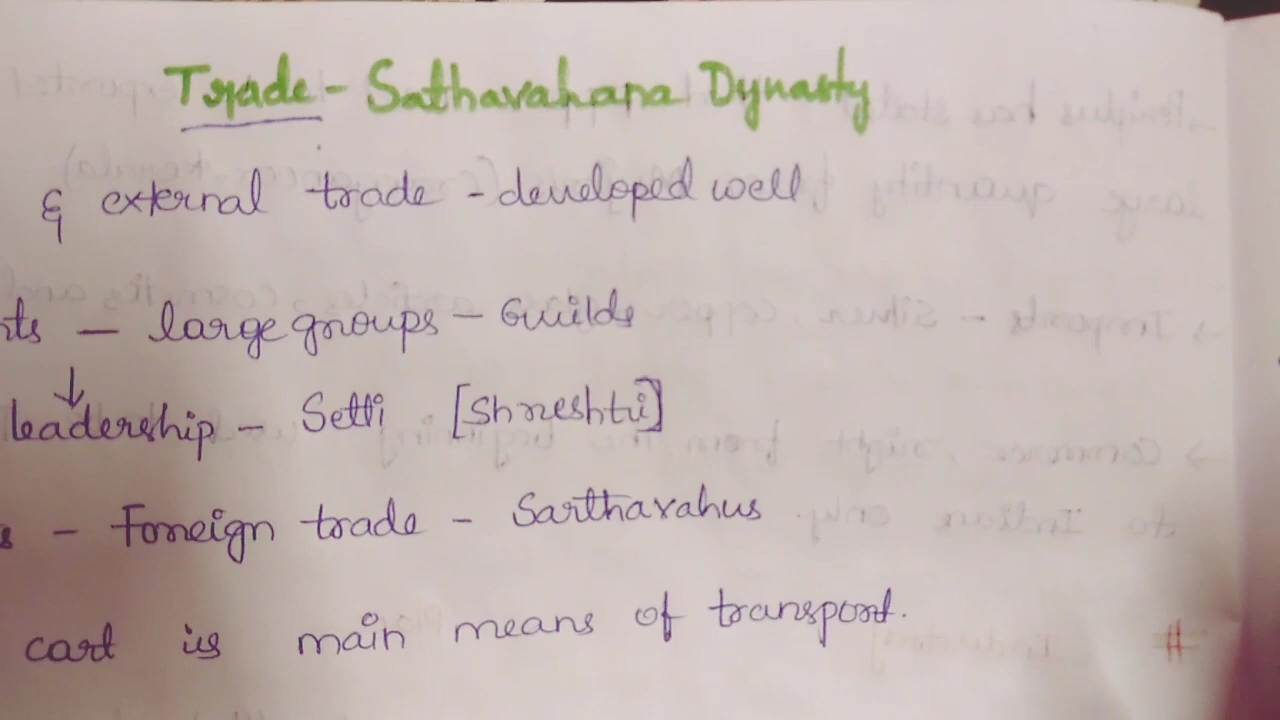 Trade - Sathavahana Dynasty
& external trade - developed well
ts — large groups — Guilds
↓
leadership — Setti [Shreshti]
s - Foreign trade - Sarthavahus
cart is main means of transport.